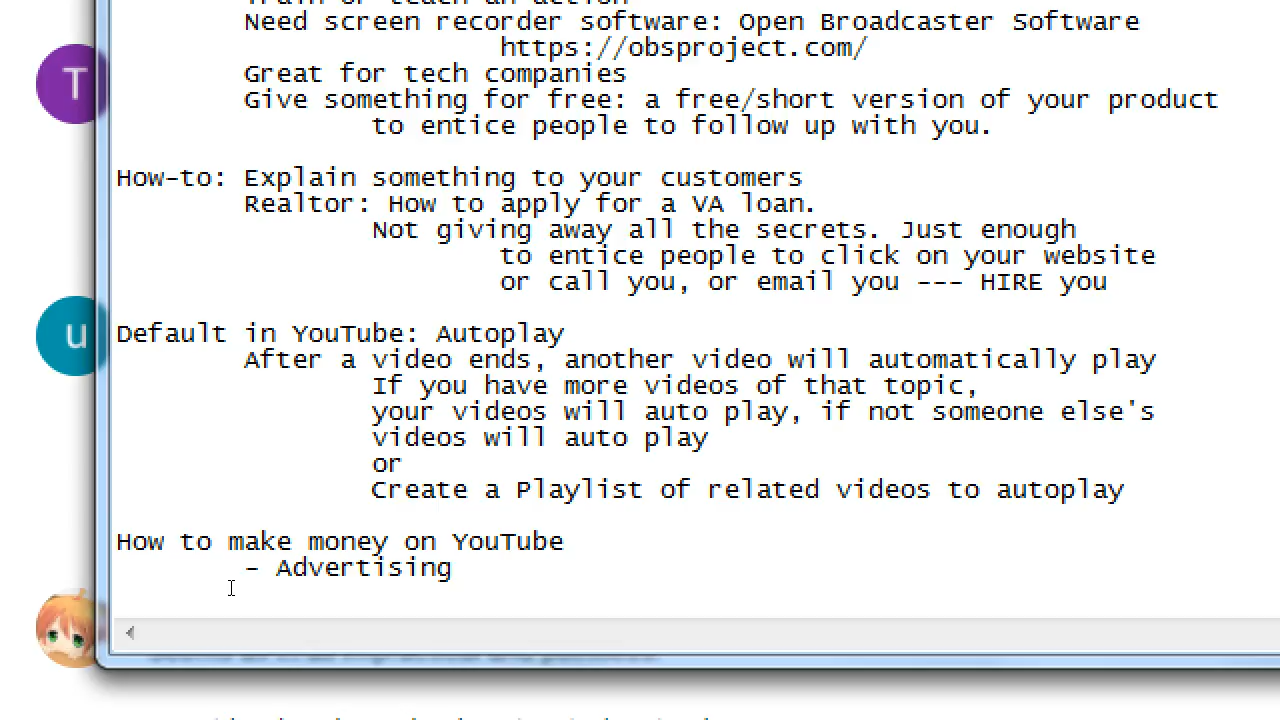 Need screen recorder software: Open Broadcaster Software
https://obsproject.com/
T
Great for tech companies
Give something for free: a free/short version of your product
to entice people to follow up with you.
How-to: Explain something to your customers
Realtor: How to apply for a VA loan.
Not giving away all the secrets. Just enough
to entice people to click on your website
or call you, or email you --- HIRE you
u
Default in YouTube: Autoplay
After a video ends, another video will automatically play
If you have more videos of that topic,
your videos will auto play, if not someone else's
videos will auto play
or
Create a Playlist of related videos to autoplay
How to make money on YouTube
- Advertising